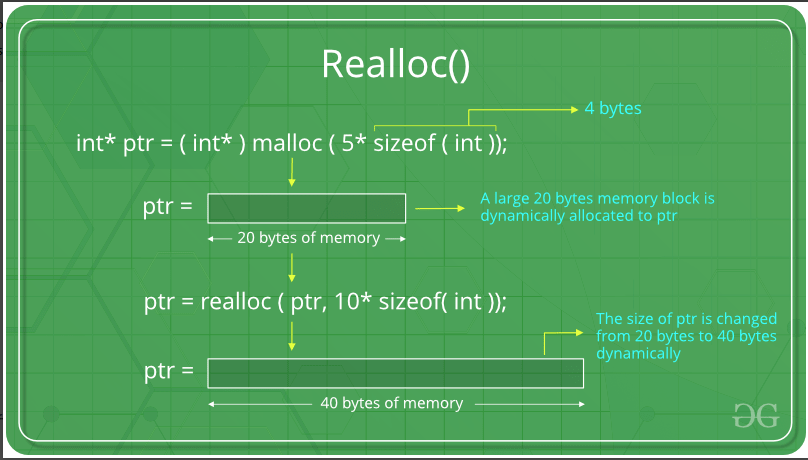 Realloc()
4 bytes
int* ptr = ( int* ) malloc ( 5* sizeof ( int ));
ptr =
A large 20 bytes memory block is
dynamically allocated to ptr
20 bytes of memory
ptr = realloc ( ptr, 10* sizeof( int ));
The size of ptr is changed
from 20 bytes to 40 bytes
dynamically
ptr =
40 bytes of memory